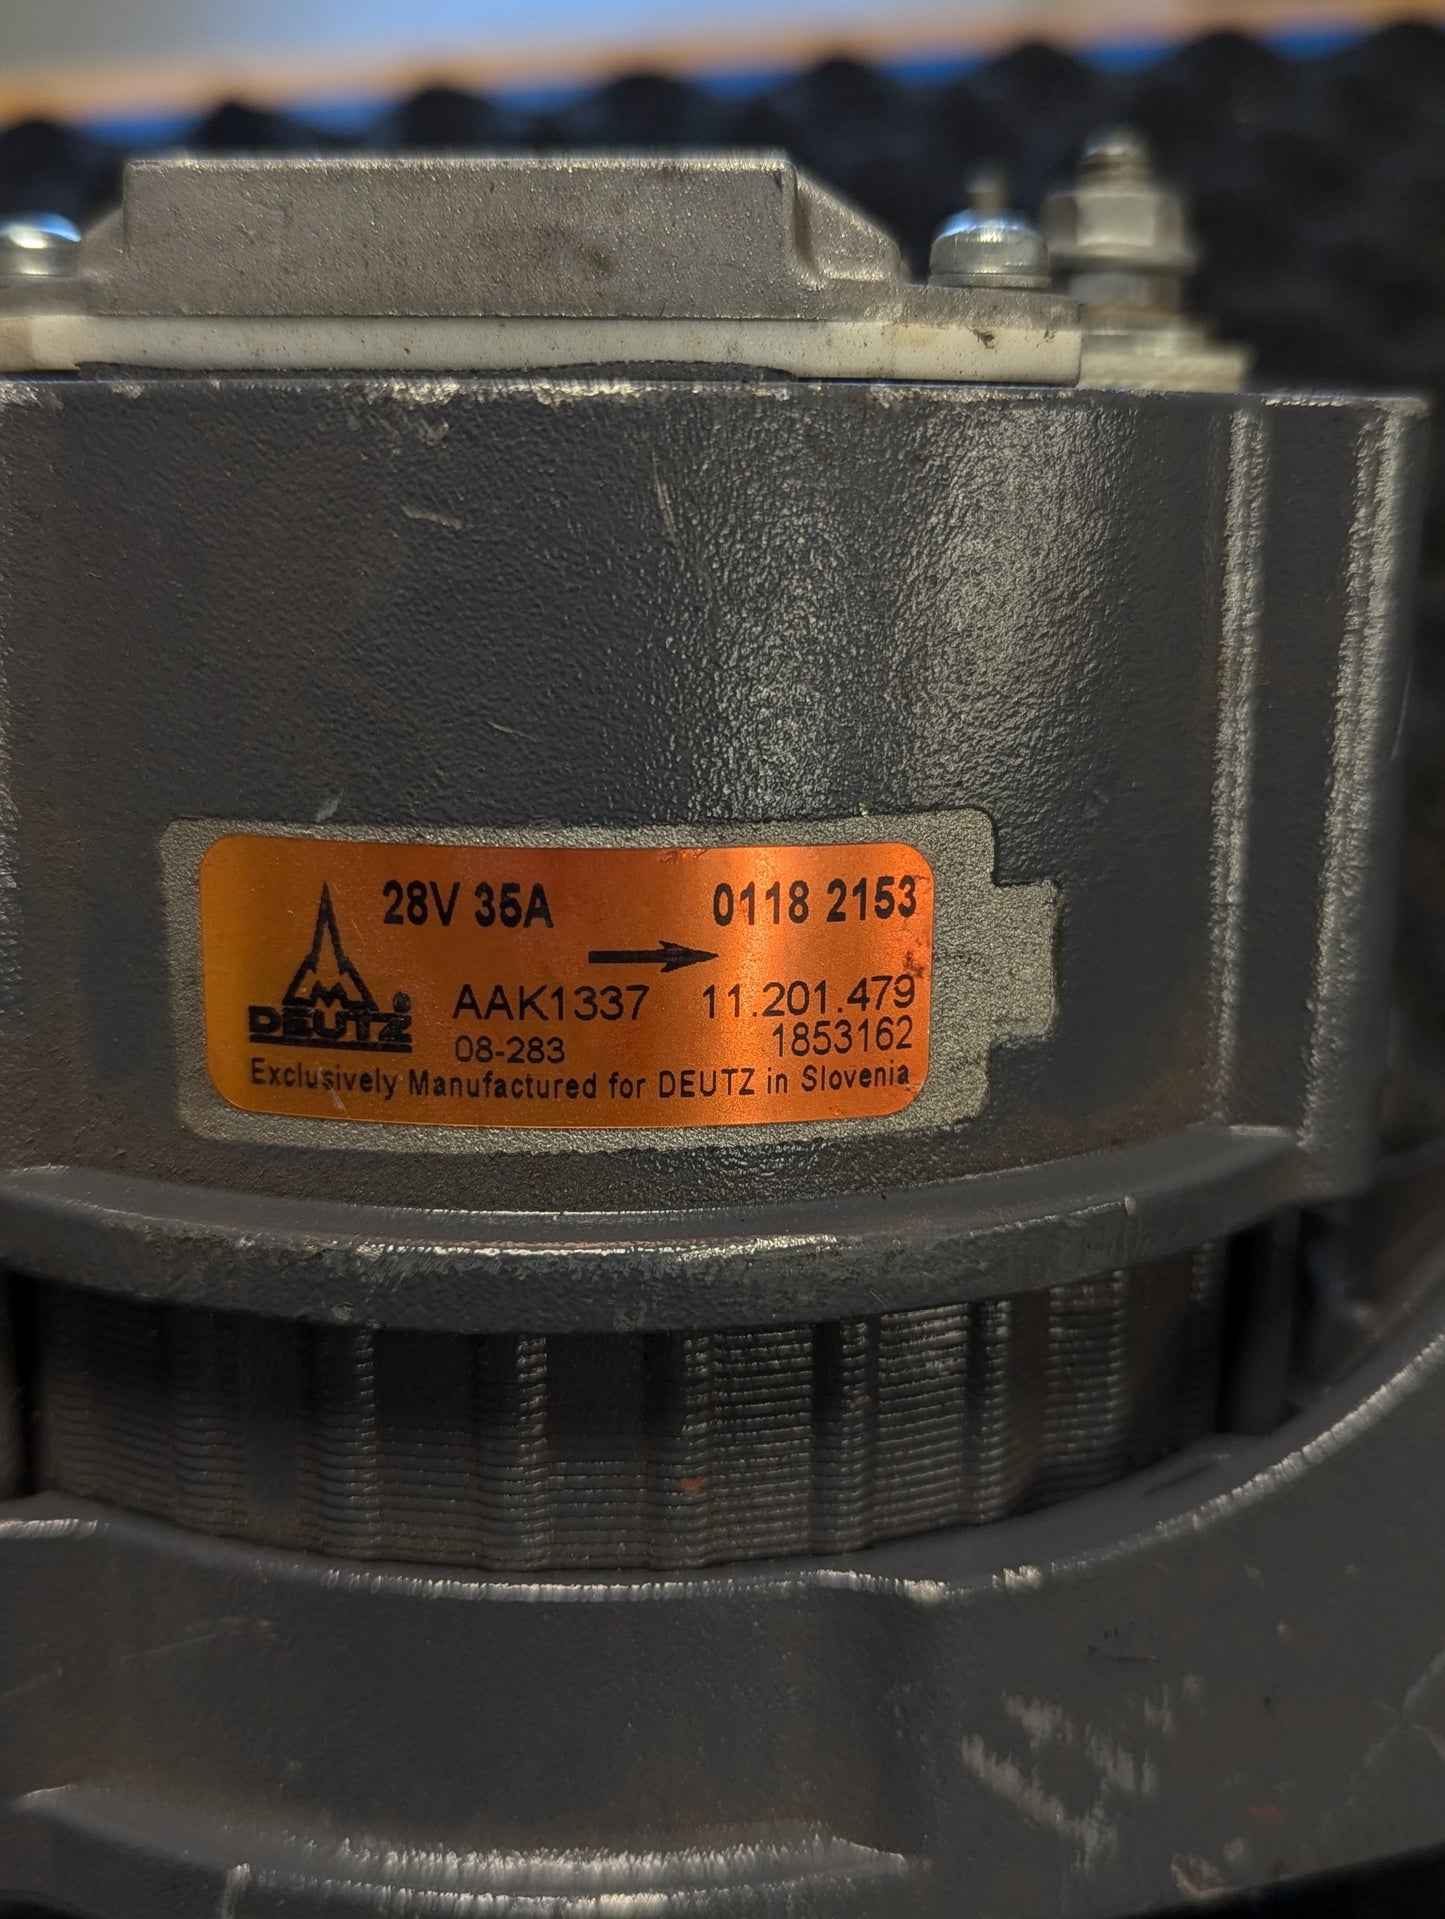 28V 35A 0118 2153
DEUTZ
AAK1337 11.201.479
08-283 1853162
Exclusively Manufactured for DEUTZ in Slovenia